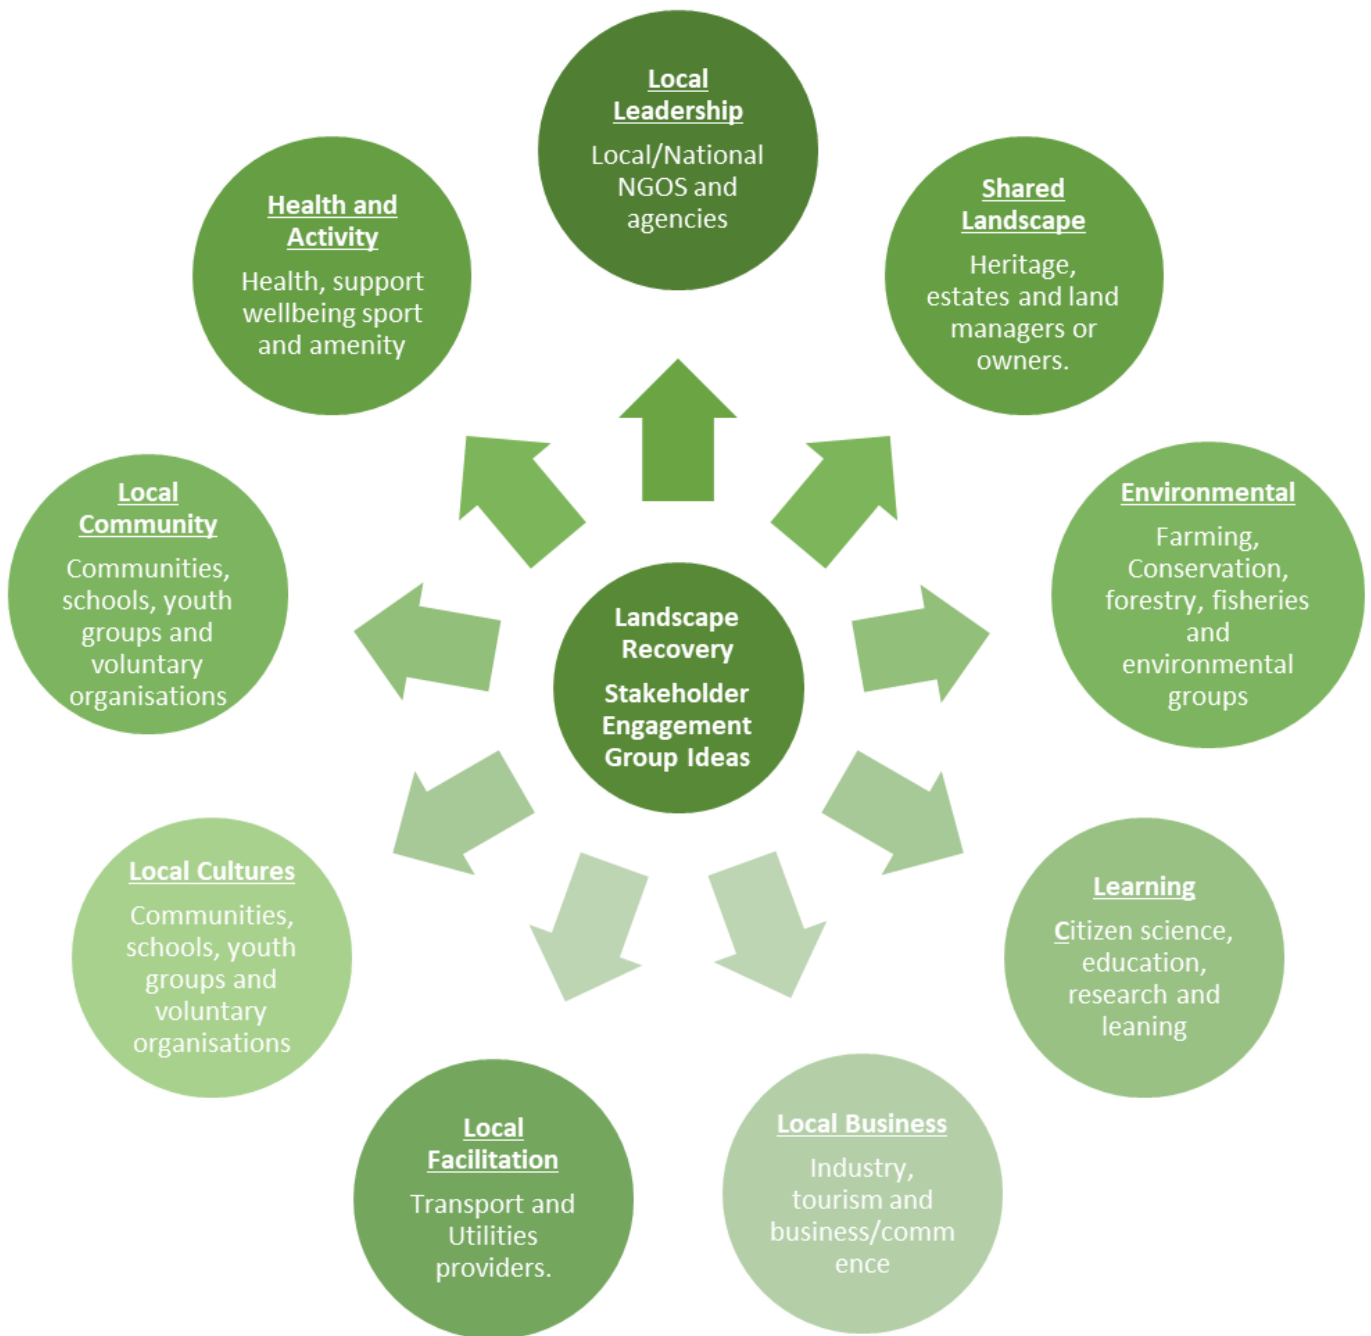 Local
Leadership
Local/National
NGOS and
agencies
Shared
Landscape
Heritage,
estates and land
managers or
owners.
Environmental
Farming,
Conservation,
forestry, fisheries
and
environmental
groups
Learning
Citizen science,
education,
research and
leaning
Local Business
Industry,
tourism and
business/comm
ence
Local
Facilitation
Transport and
Utilities
providers.
Local Cultures
Communities,
schools, youth
groups and
voluntary
organisations
Local
Community
Communities,
schools, youth
groups and
voluntary
organisations
Health and
Activity
Health, support
wellbeing sport
and amenity
Landscape
Recovery
Stakeholder
Engagement
Group Ideas